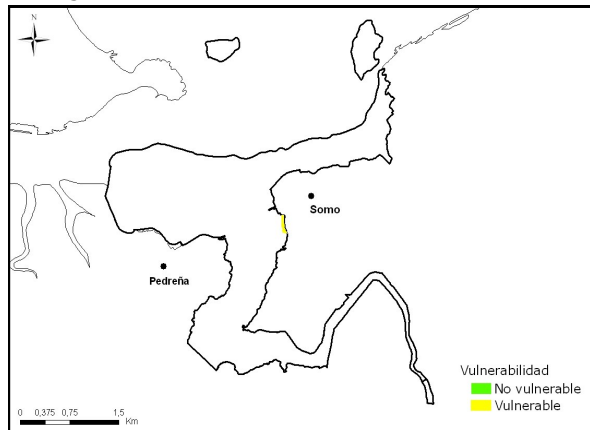 N
Somo
Pedreña
Vulnerabilidad
No vulnerable
Vulnerable
0 0,375 0,75 1,5
Km